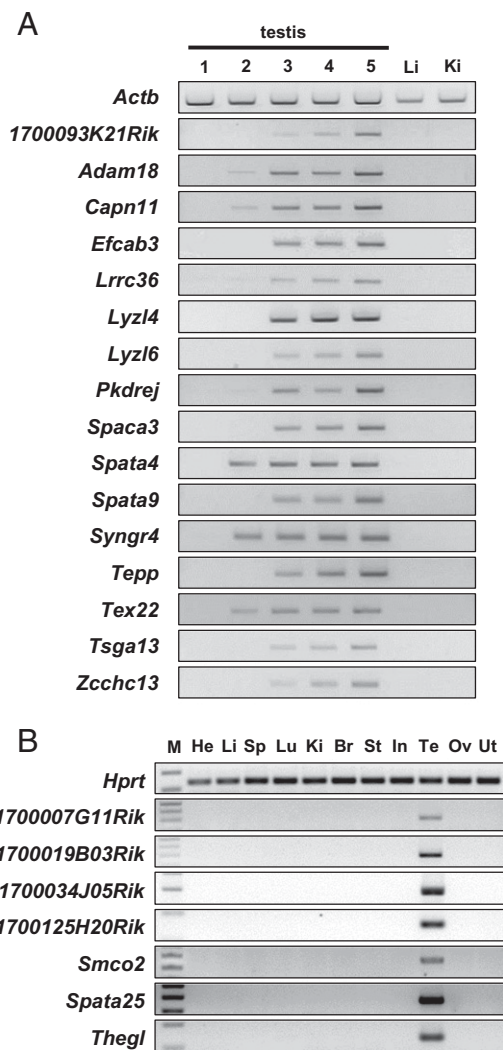 A
testis
1 2 3 4 5 Li Ki
Actb
1700093K21Rik
Adam18
Capn11
Efcab3
Lrrc36
Lyzl4
Lyzl6
Pkdrej
Spaca3
Spata4
Spata9
Syngr4
Tepp
Tex22
Tsga13
Zcchc13
B
M He Li Sp Lu Ki Br St In Te Ov Ut
Hprt
1700007G11Rik
1700019B03Rik
1700034J05Rik
1700125H20Rik
Smco2
Spata25
Thegl